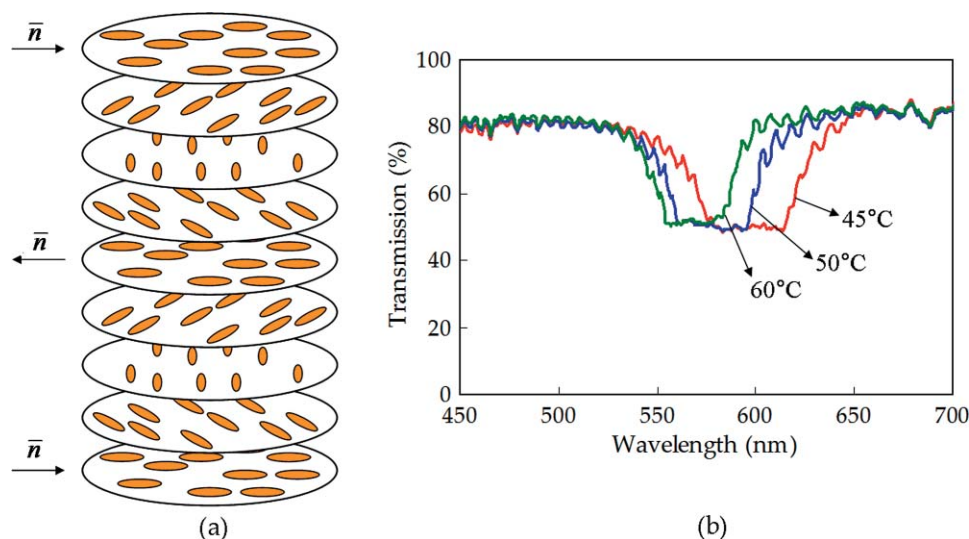 n̄
n̄
n̄
(a)
Transmission (%)
100
80
60
40
20
0
45°C
50°C
60°C
450 500 550 600 650 700
Wavelength (nm)
(b)